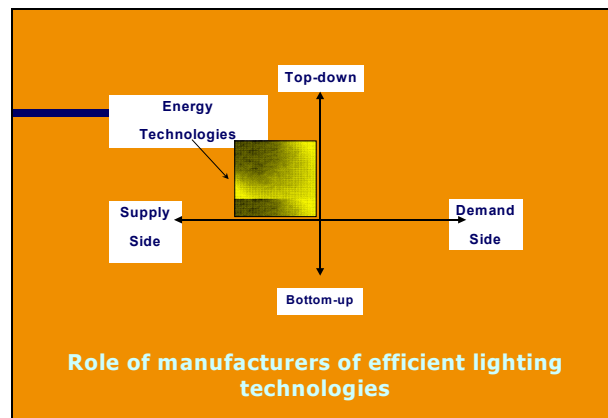 Top-down
Energy
Technologies
Supply
Side
Demand
Side
Bottom-up
Role of manufacturers of efficient lighting
technologies